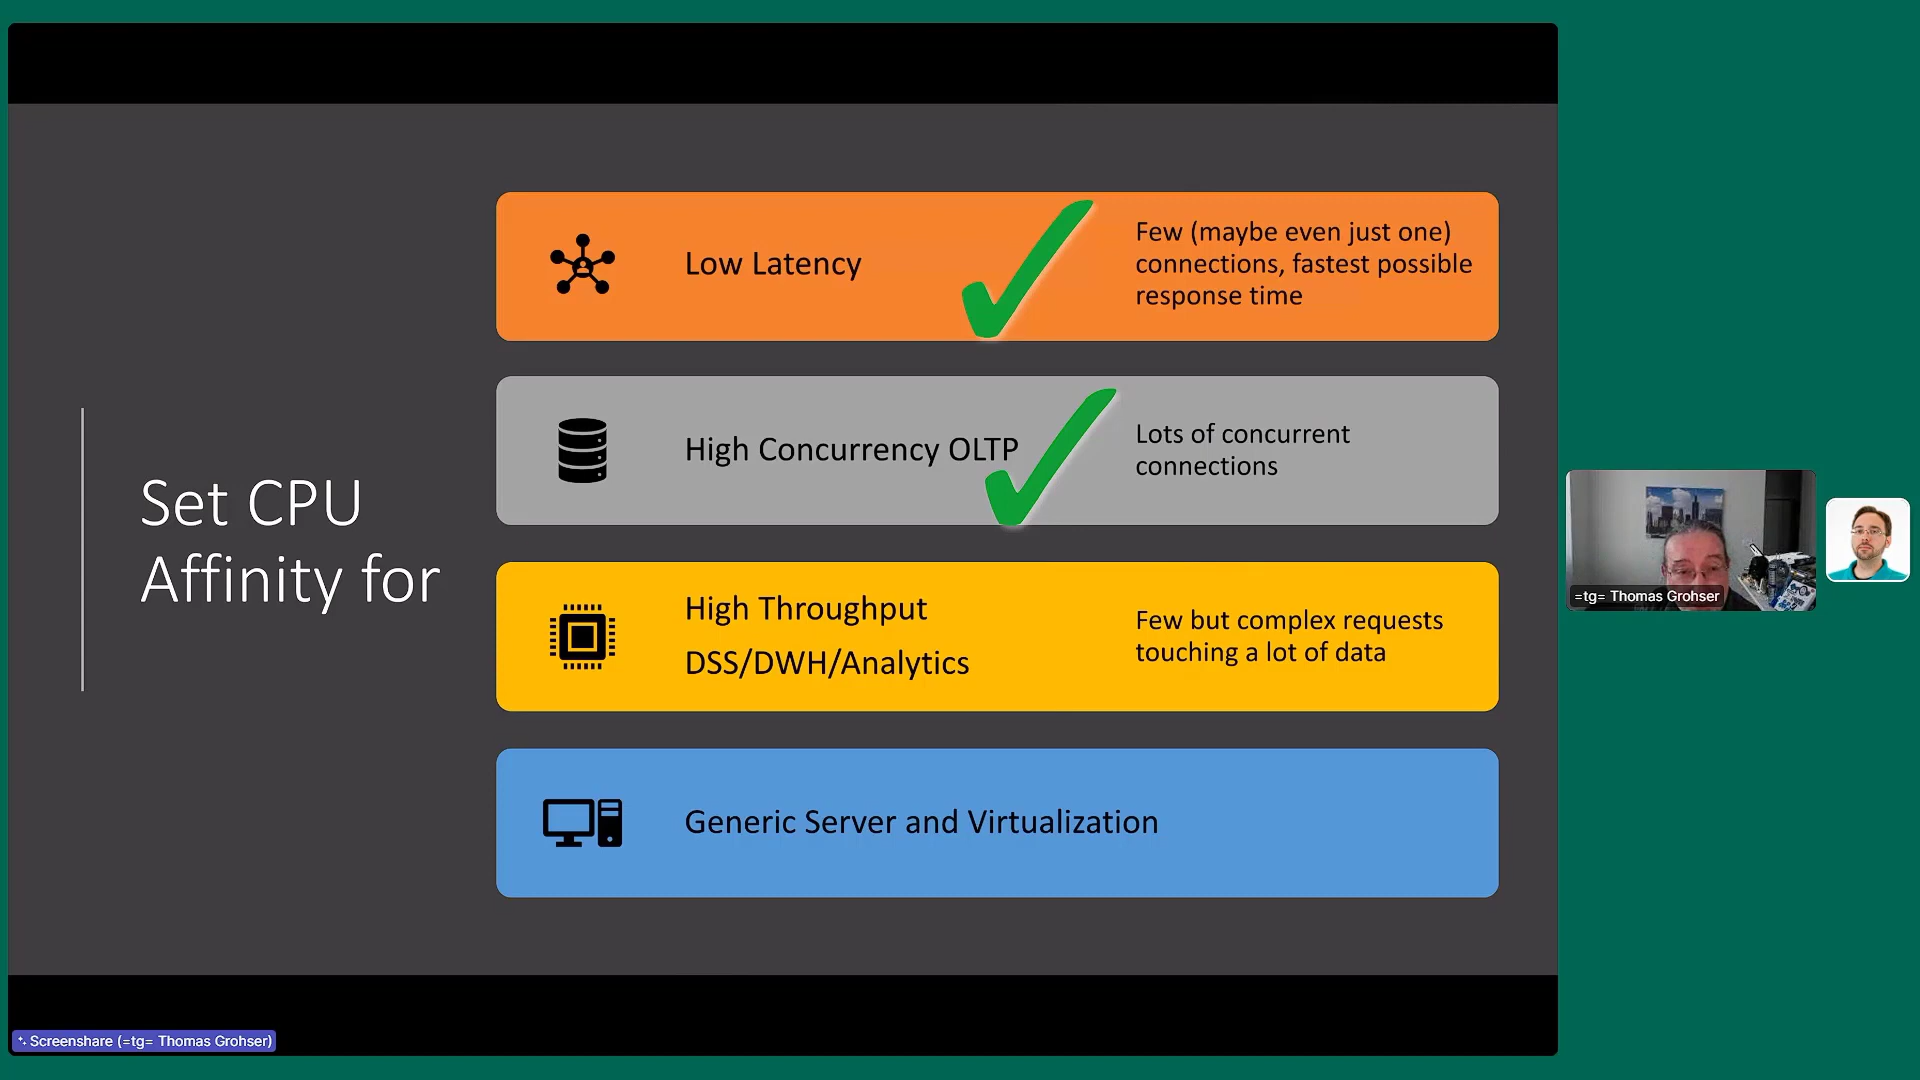 Set CPU
Affinity for
Low Latency
Few (maybe even just one)
connections, fastest possible
response time
High Concurrency OLTP
Lots of concurrent
connections
High Throughput
DSS/DWH/Analytics
Few but complex requests
touching a lot of data
Generic Server and Virtualization
=tg= Thomas Grohser
Screenshare (=tg= Thomas Grohser)